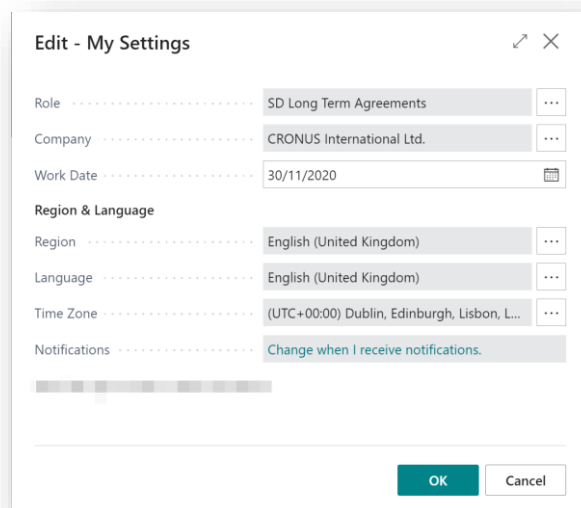 Edit - My Settings
Role SD Long Term Agreements ...
Company CRONUS International Ltd. ...
Work Date 30/11/2020
Region & Language
Region English (United Kingdom) ...
Language English (United Kingdom) ...
Time Zone (UTC+00:00) Dublin, Edinburgh, Lisbon, L... ...
Notifications Change when I receive notifications.
OK Cancel